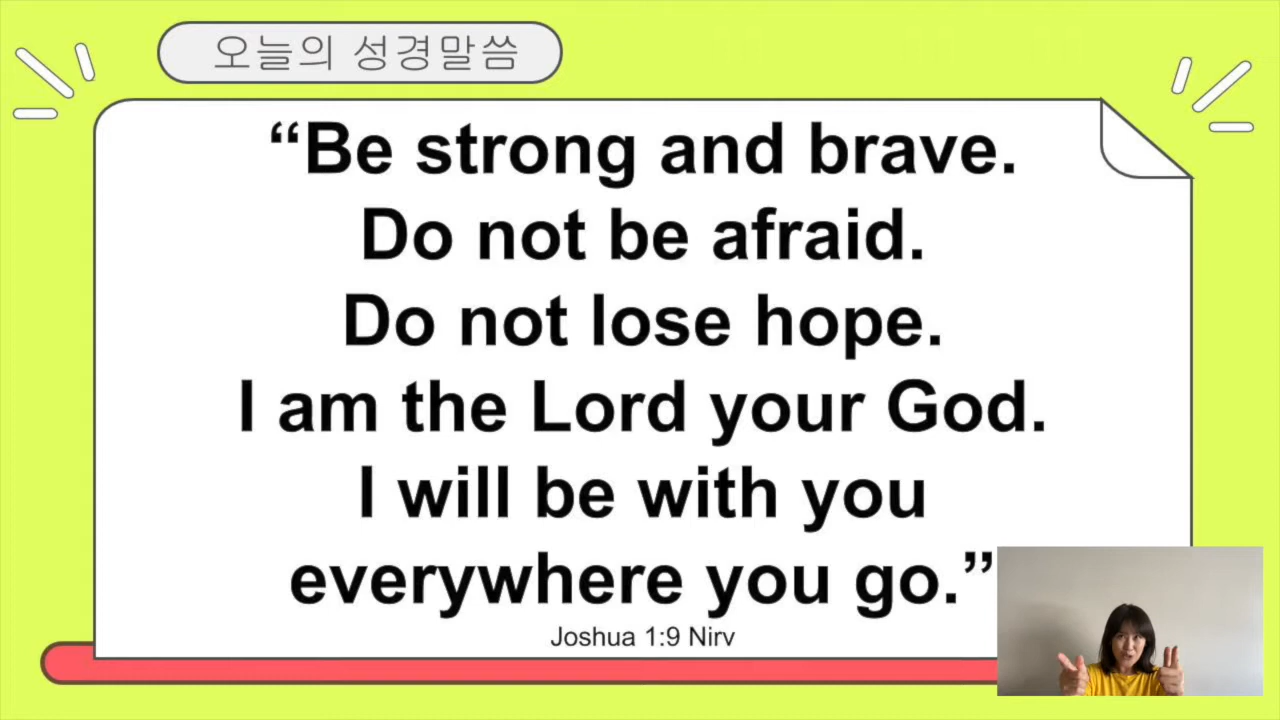 오늘의 성경말씀
“Be strong and brave.
Do not be afraid.
Do not lose hope.
I am the Lord your God.
I will be with you
everywhere you go.”
Joshua 1:9 Nirv